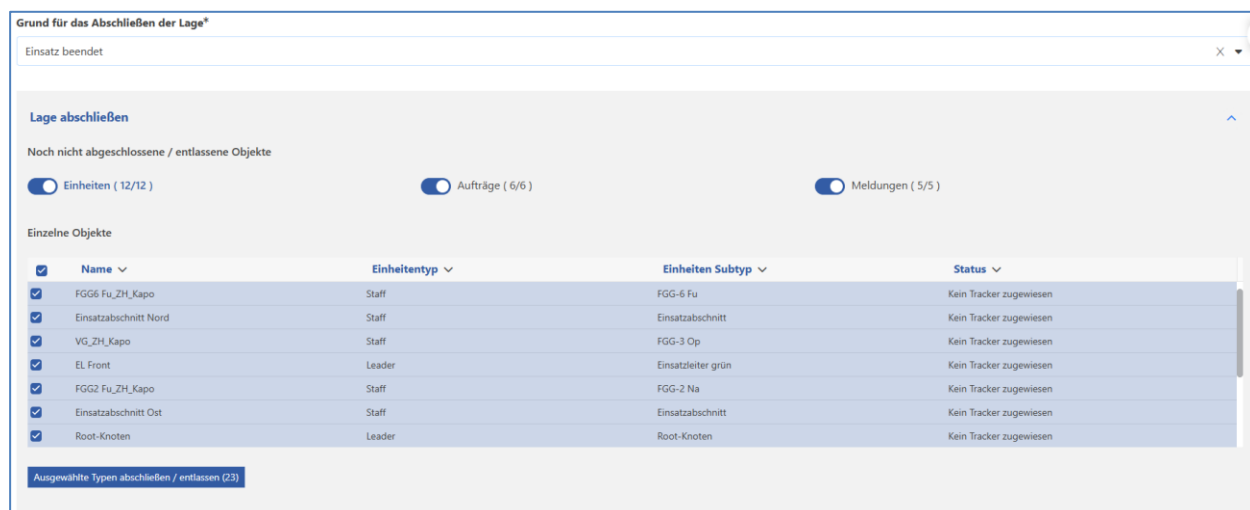 Grund für das Abschließen der Lage*
Einsatz beendet
Lage abschließen
Noch nicht abgeschlossene / entlassene Objekte
Einheiten ( 12/12 ) Aufträge ( 6/6 ) Meldungen ( 5/5 )
Einzelne Objekte
Name Einheitentyp Einheiten Subtyp Status
FGG6 Fu_ZH_Kapo Staff FGG-6 Fu Kein Tracker zugewiesen
Einsatzabschnitt Nord Staff Einsatzabschnitt Kein Tracker zugewiesen
VG_ZH_Kapo Staff FGG-3 Op Kein Tracker zugewiesen
EL Front Leader Einsatzleiter grün Kein Tracker zugewiesen
FGG2 Fu_ZH_Kapo Staff FGG-2 Na Kein Tracker zugewiesen
Einsatzabschnitt Ost Staff Einsatzabschnitt Kein Tracker zugewiesen
Root-Knoten Leader Root-Knoten Kein Tracker zugewiesen
Ausgewählte Typen abschließen / entlassen (23)